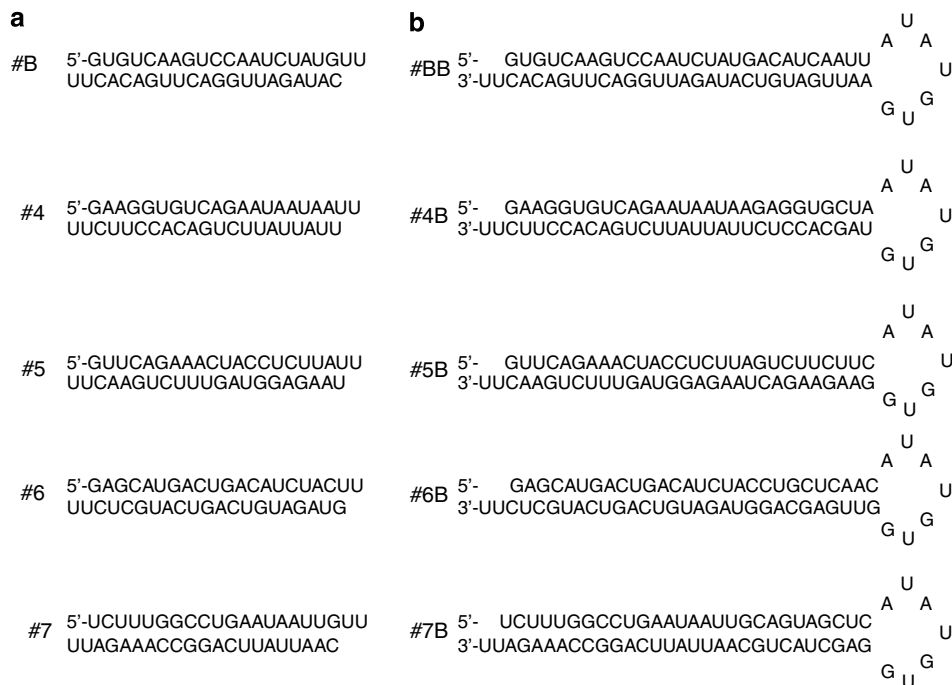 a
#B 5’-GUGUCAAGUCCAAUCUAUGUU
UUCACAGUUCAGGUUAGAUAC
#4 5’-GAAGGUGUCAGAAUAAUAAUU
UUCUUCCACAGUCUUAUUAUU
#5 5’-GUUCAGAAACUACCUCUUAUU
UUCAAGUCUUUGAUGGAGAAU
#6 5’-GAGCAUGACUGACAUCUACUU
UUCUCGUACUGACUGUAGAUG
#7 5’-UCUUUGGCCUGAAUAAUUGUU
UUAGAAACCGGACUUAUUAAC
b
#BB 5’- GUGUCAAGUCCAAUCUAUGACAUCAAUU
3’-UUCACAGUUCAGGUUAGAUACUGUAGUUAA
A U A U G U G
#4B 5’- GAAGGUGUCAGAAUAAUAAGAGGUGCUA
3’-UUCUUCCACAGUCUUAUUAUUCUCCACGAU
A U A U G U G
#5B 5’- GUUCAGAAACUACCUCUUAGUCUUCUUC
3’-UUCAAGUCUUUGAUGGAGAAUCAGAAGAAG
A U A U G U G
#6B 5’- GAGCAUGACUGACAUCUACCUGCUCAAC
3’-UUCUCGUACUGACUGUAGAUGGACGAGUUG
A U A U G U G
#7B 5’- UCUUUGGCCUGAAUAAUUGCAGUAGCUC
3’-UUAGAAACCGGACUUAUUAACGUCAUCGAG
A U A U G U G